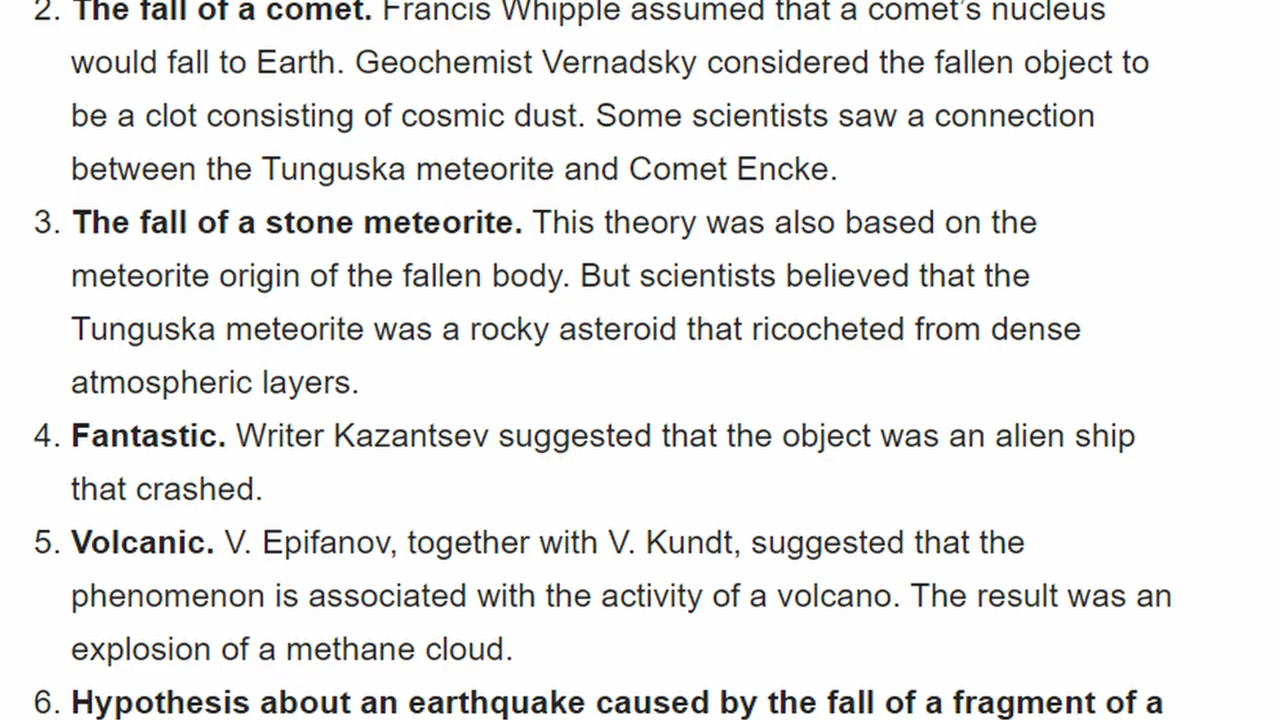 2. The fall of a comet. Francis Whipple assumed that a comet's nucleus
would fall to Earth. Geochemist Vernadsky considered the fallen object to
be a clot consisting of cosmic dust. Some scientists saw a connection
between the Tunguska meteorite and Comet Encke.
3. The fall of a stone meteorite. This theory was also based on the
meteorite origin of the fallen body. But scientists believed that the
Tunguska meteorite was a rocky asteroid that ricocheted from dense
atmospheric layers.
4. Fantastic. Writer Kazantsev suggested that the object was an alien ship
that crashed.
5. Volcanic. V. Epifanov, together with V. Kundt, suggested that the
phenomenon is associated with the activity of a volcano. The result was an
explosion of a methane cloud.
6. Hypothesis about an earthquake caused by the fall of a fragment of a